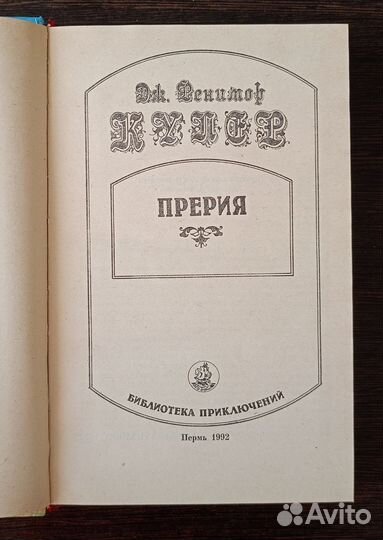 Дж. Фенимор
КУПЕР
ПРЕРИЯ
БИБЛИОТЕКА ПРИКЛЮЧЕНИЙ
Пермь 1992
Avito